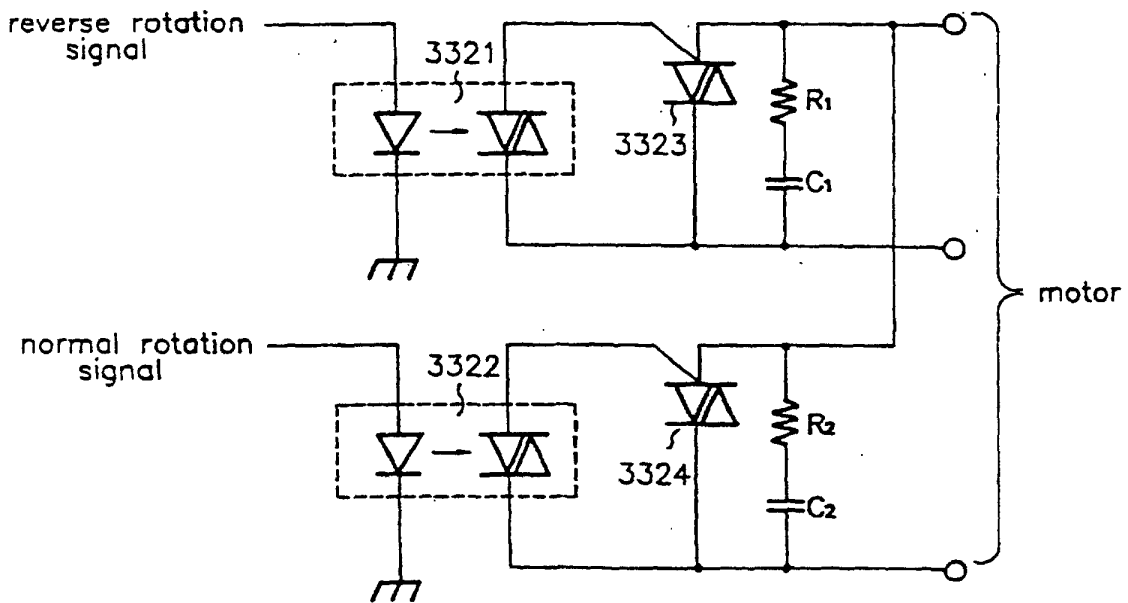 reverse rotation
signal
3321
3323
R₁
C₁
motor
normal rotation
signal
3322
3324
R₂
C₂